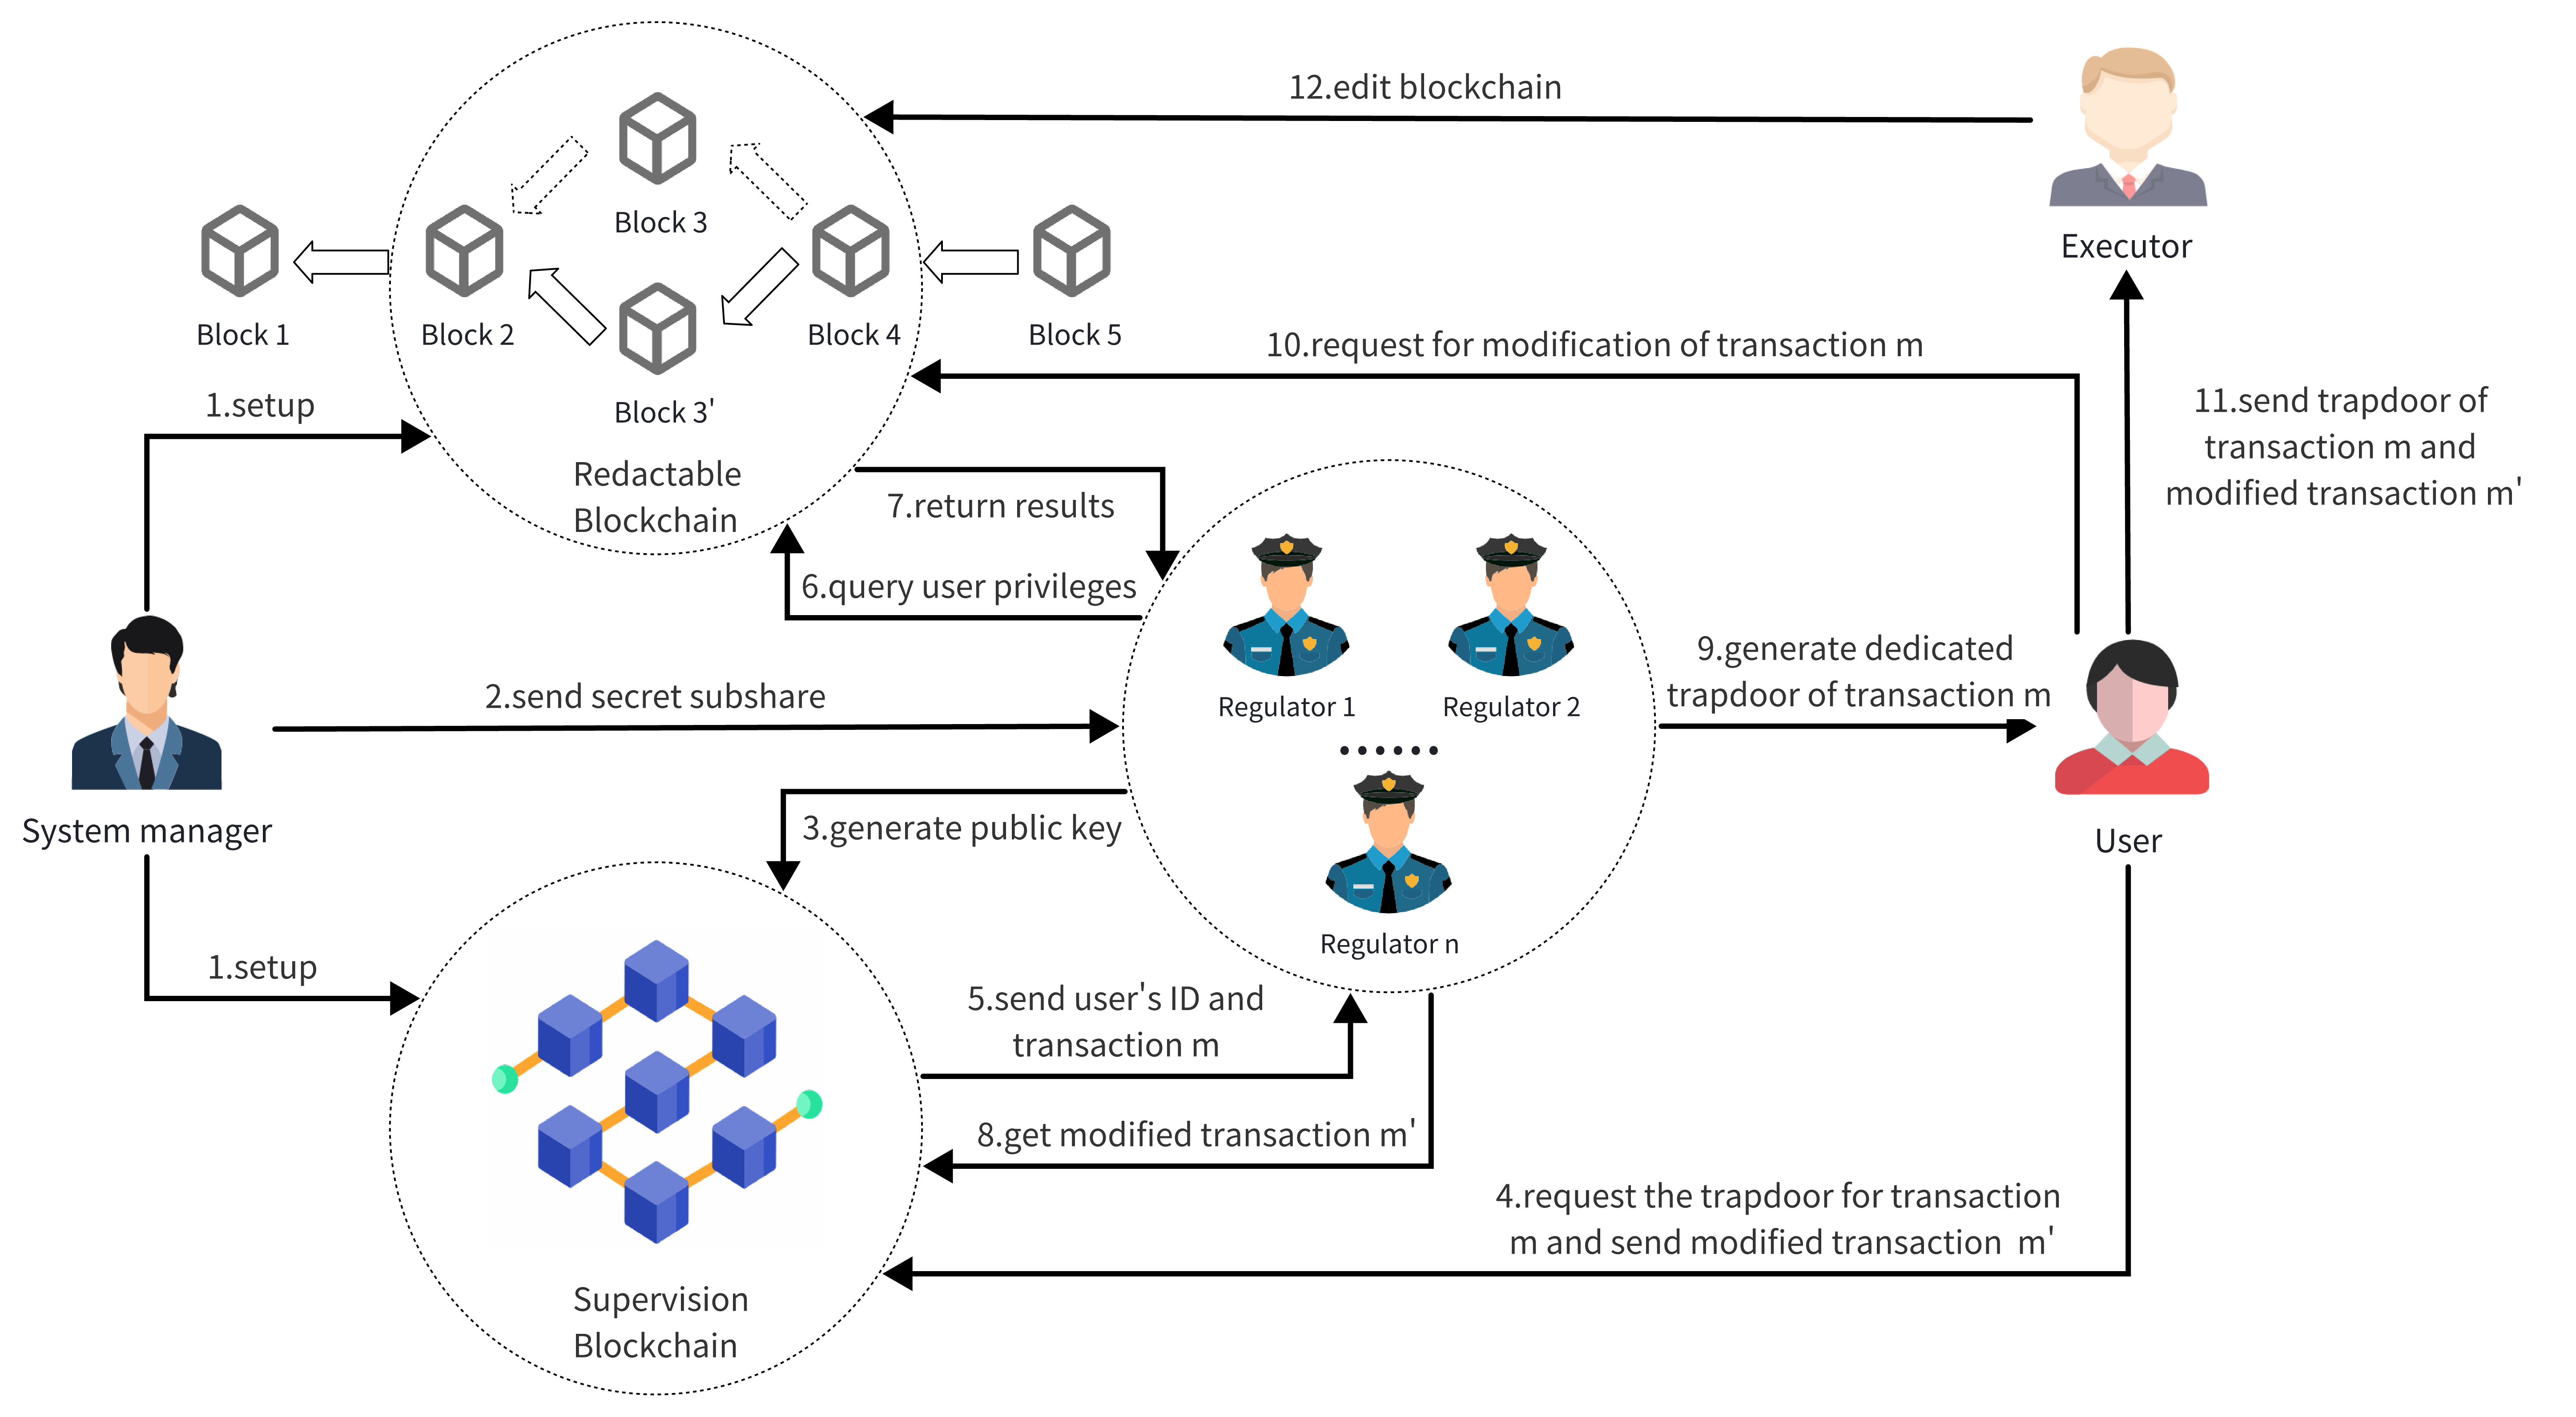 12.edit blockchain
Block 3
Executor
Block 1
Block 2
Block 4
Block 5
10.request for modification of transaction m
Block 3'
1.setup
11.send trapdoor of
transaction m and
modified transaction m'
Redactable
Blockchain
7.return results
6.query user privileges
9.generate dedicated
trapdoor of transaction m
2.send secret subshare
Regulator 1
Regulator 2
System manager
3.generate public key
User
Regulator n
1.setup
5.send user's ID and
transaction m
8.get modified transaction m'
4.request the trapdoor for transaction
m and send modified transaction m'
Supervision
Blockchain